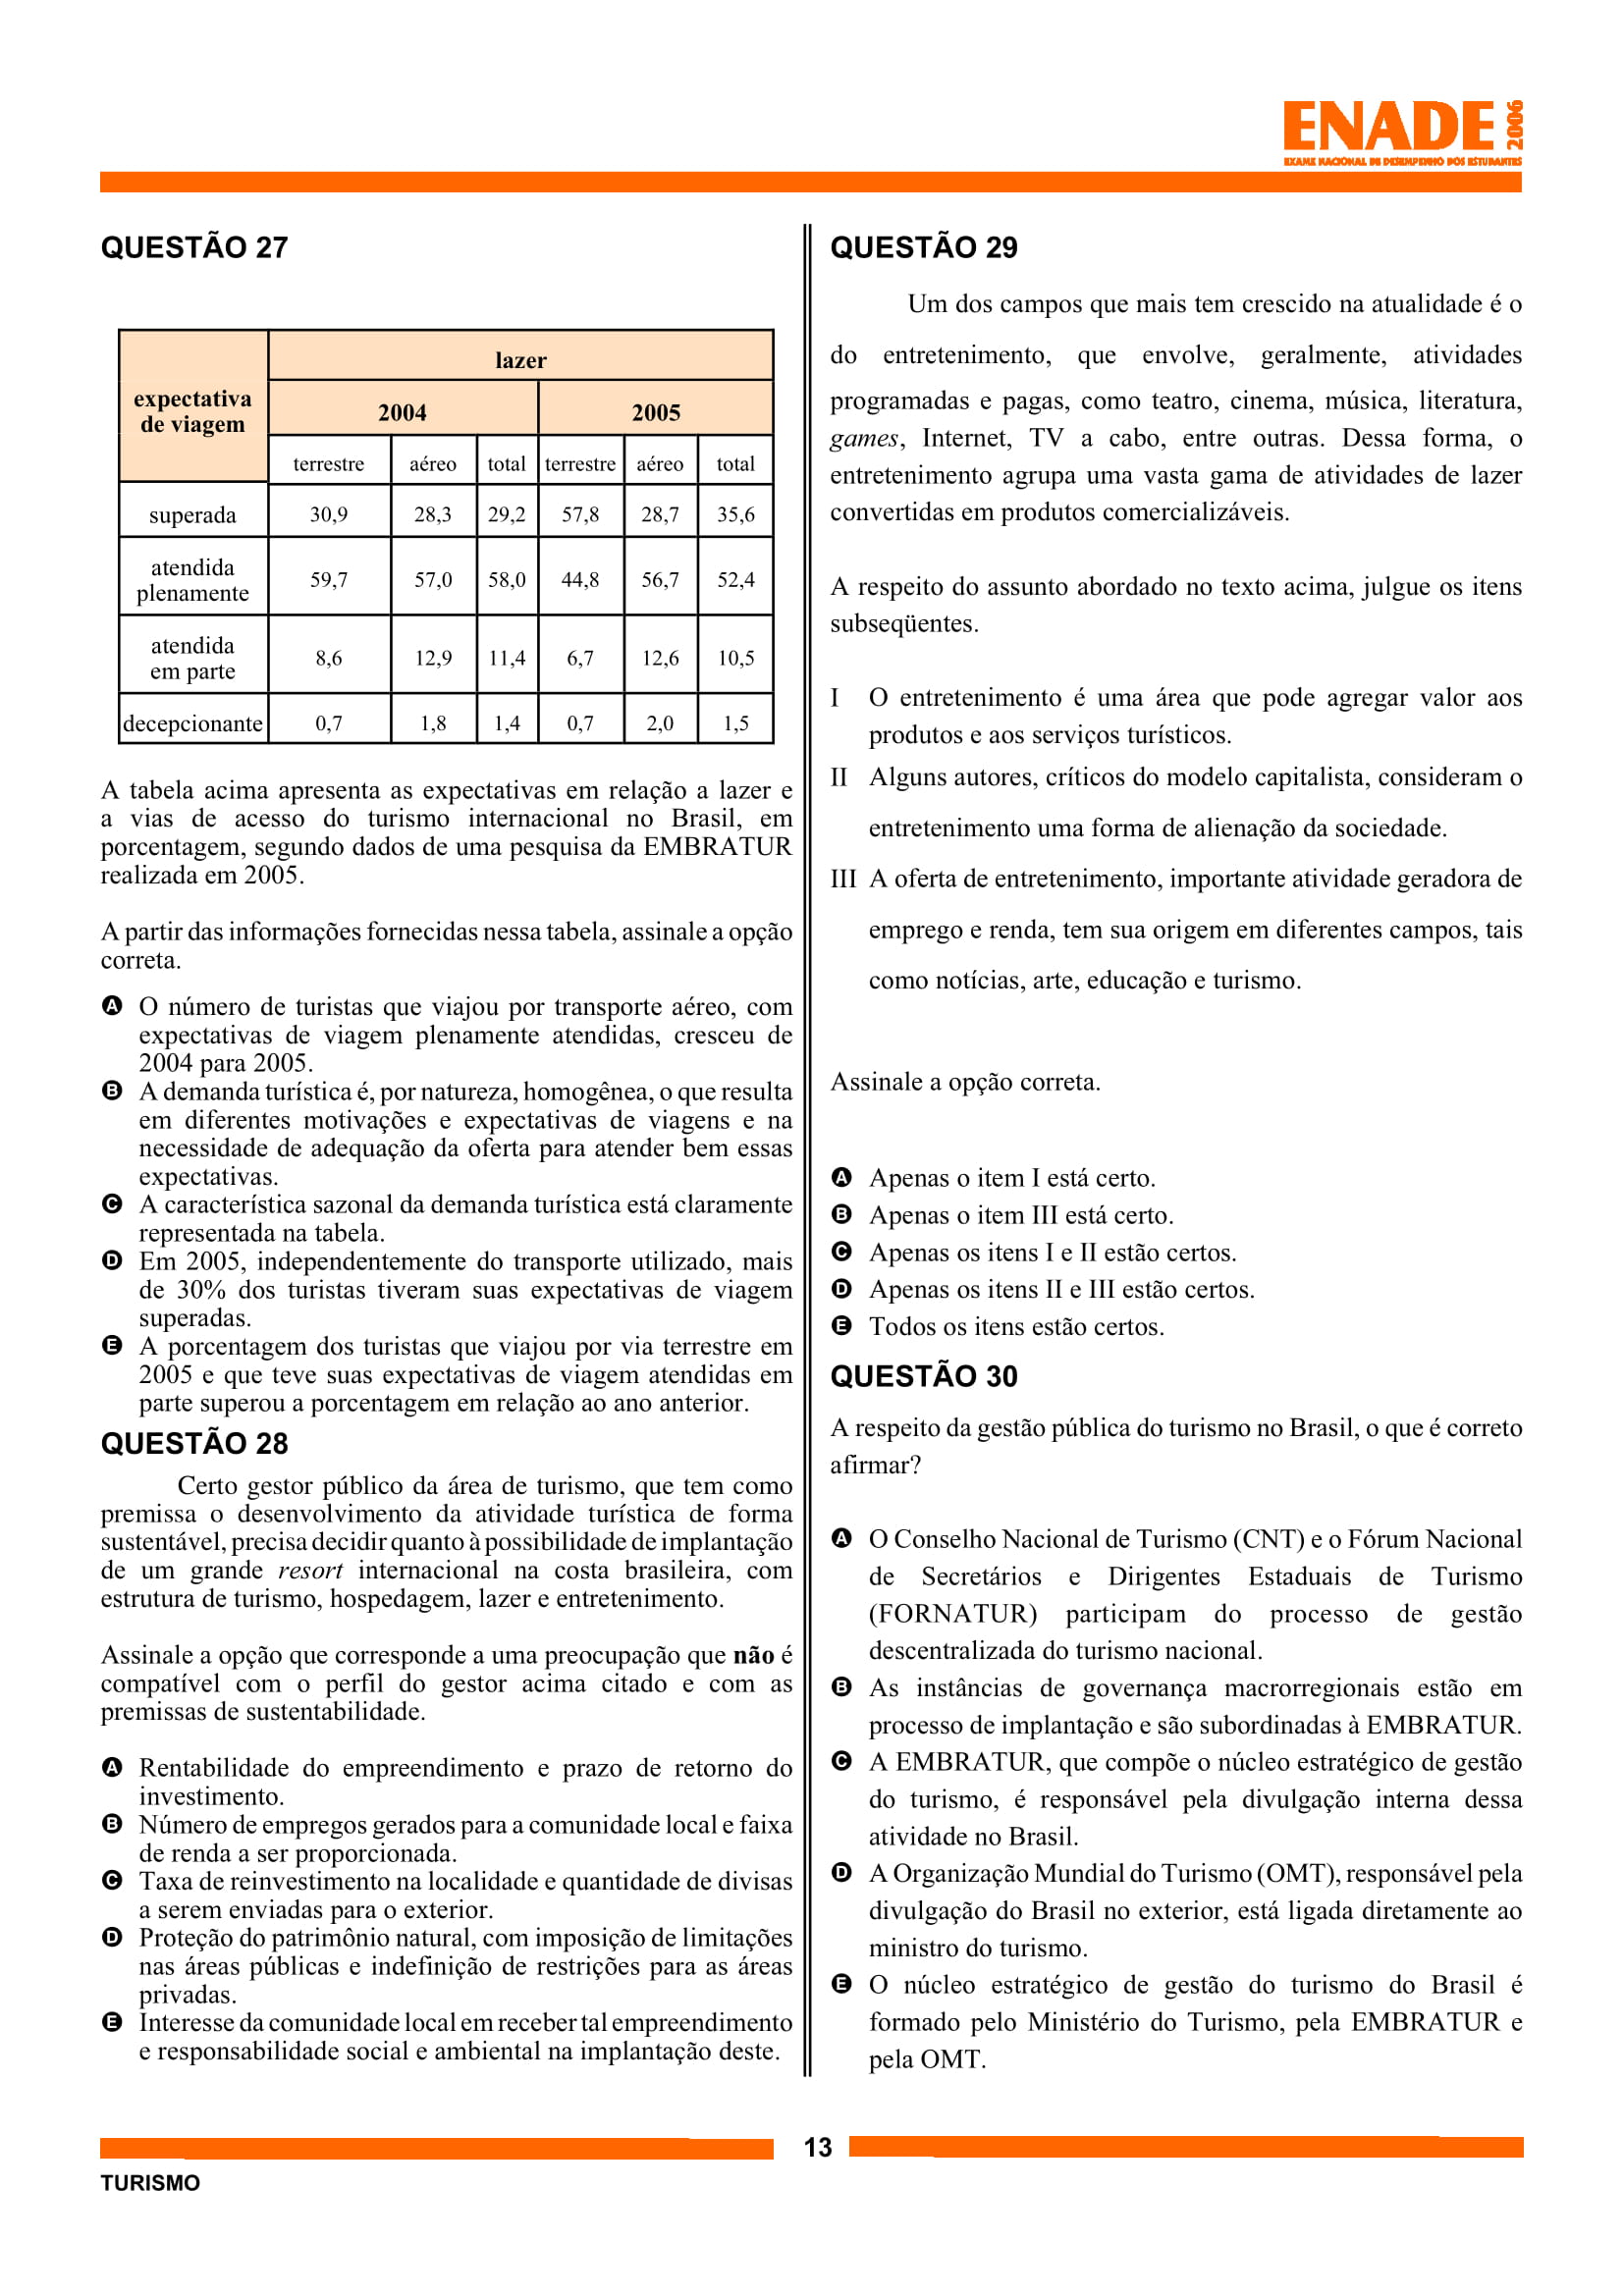 ENADE 2006
EXAME NACIONAL DE DESEMPENHO DOS ESTUDANTES
QUESTÃO 27
expectativa
de viagem
lazer
2004 2005
terrestre aéreo total terrestre aéreo total
superada 30,9 28,3 29,2 57,8 28,7 35,6
atendida
plenamente 59,7 57,0 58,0 44,8 56,7 52,4
atendida
em parte 8,6 12,9 11,4 6,7 12,6 10,5
decepcionante 0,7 1,8 1,4 0,7 2,0 1,5
A tabela acima apresenta as expectativas em relação a lazer e
a vias de acesso do turismo internacional no Brasil, em
porcentagem, segundo dados de uma pesquisa da EMBRATUR
realizada em 2005.
A partir das informações fornecidas nessa tabela, assinale a opção
correta.
A O número de turistas que viajou por transporte aéreo, com
expectativas de viagem plenamente atendidas, cresceu de
2004 para 2005.
B A demanda turística é, por natureza, homogênea, o que resulta
em diferentes motivações e expectativas de viagens e na
necessidade de adequação da oferta para atender bem essas
expectativas.
C A característica sazonal da demanda turística está claramente
representada na tabela.
D Em 2005, independentemente do transporte utilizado, mais
de 30% dos turistas tiveram suas expectativas de viagem
superadas.
E A porcentagem dos turistas que viajou por via terrestre em
2005 e que teve suas expectativas de viagem atendidas em
parte superou a porcentagem em relação ao ano anterior.
QUESTÃO 28
Certo gestor público da área de turismo, que tem como
premissa o desenvolvimento da atividade turística de forma
sustentável, precisa decidir quanto à possibilidade de implantação
de um grande resort internacional na costa brasileira, com
estrutura de turismo, hospedagem, lazer e entretenimento.
Assinale a opção que corresponde a uma preocupação que não é
compatível com o perfil do gestor acima citado e com as
premissas de sustentabilidade.
A Rentabilidade do empreendimento e prazo de retorno do
investimento.
B Número de empregos gerados para a comunidade local e faixa
de renda a ser proporcionada.
C Taxa de reinvestimento na localidade e quantidade de divisas
a serem enviadas para o exterior.
D Proteção do patrimônio natural, com imposição de limitações
nas áreas públicas e indefinição de restrições para as áreas
privadas.
E Interesse da comunidade local em receber tal empreendimento
e responsabilidade social e ambiental na implantação deste.
QUESTÃO 29
Um dos campos que mais tem crescido na atualidade é o
do entretenimento, que envolve, geralmente, atividades
programadas e pagas, como teatro, cinema, música, literatura,
games, Internet, TV a cabo, entre outras. Dessa forma, o
entretenimento agrupa uma vasta gama de atividades de lazer
convertidas em produtos comercializáveis.
A respeito do assunto abordado no texto acima, julgue os itens
subseqüentes.
I O entretenimento é uma área que pode agregar valor aos
produtos e aos serviços turísticos.
II Alguns autores, críticos do modelo capitalista, consideram o
entretenimento uma forma de alienação da sociedade.
III A oferta de entretenimento, importante atividade geradora de
emprego e renda, tem sua origem em diferentes campos, tais
como notícias, arte, educação e turismo.
Assinale a opção correta.
A Apenas o item I está certo.
B Apenas o item III está certo.
C Apenas os itens I e II estão certos.
D Apenas os itens II e III estão certos.
E Todos os itens estão certos.
QUESTÃO 30
A respeito da gestão pública do turismo no Brasil, o que é correto
afirmar?
A O Conselho Nacional de Turismo (CNT) e o Fórum Nacional
de Secretários e Dirigentes Estaduais de Turismo
(FORNATUR) participam do processo de gestão
descentralizada do turismo nacional.
B As instâncias de governança macrorregionais estão em
processo de implantação e são subordinadas à EMBRATUR.
C A EMBRATUR, que compõe o núcleo estratégico de gestão
do turismo, é responsável pela divulgação interna dessa
atividade no Brasil.
D A Organização Mundial do Turismo (OMT), responsável pela
divulgação do Brasil no exterior, está ligada diretamente ao
ministro do turismo.
E O núcleo estratégico de gestão do turismo do Brasil é
formado pelo Ministério do Turismo, pela EMBRATUR e
pela OMT.
13
TURISMO